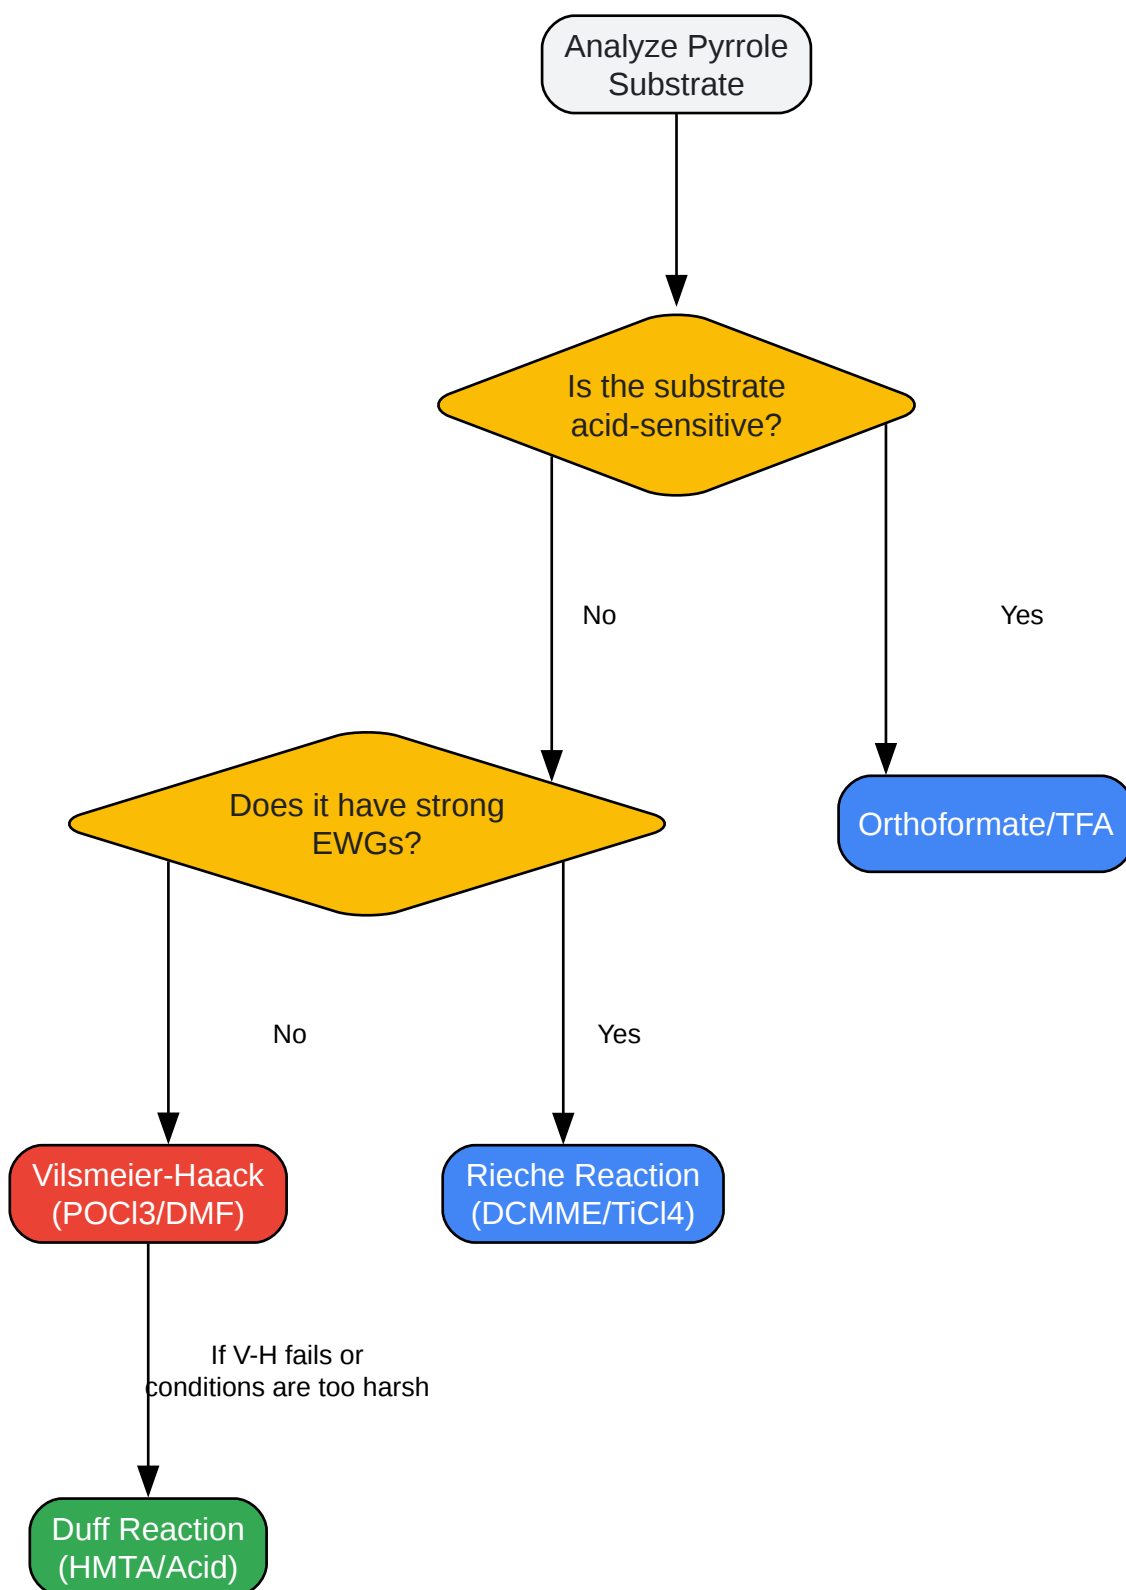 Analyze Pyrrole
Substrate
Is the substrate
acid-sensitive?
No
Yes
Does it have strong
EWGs?
Orthoformate/TFA
No
Yes
Vilsmeier-Haack
(POCl3/DMF)
Rieche Reaction
(DCMME/TiCl4)
If V-H fails or
conditions are too harsh
Duff Reaction
(HMTA/Acid)